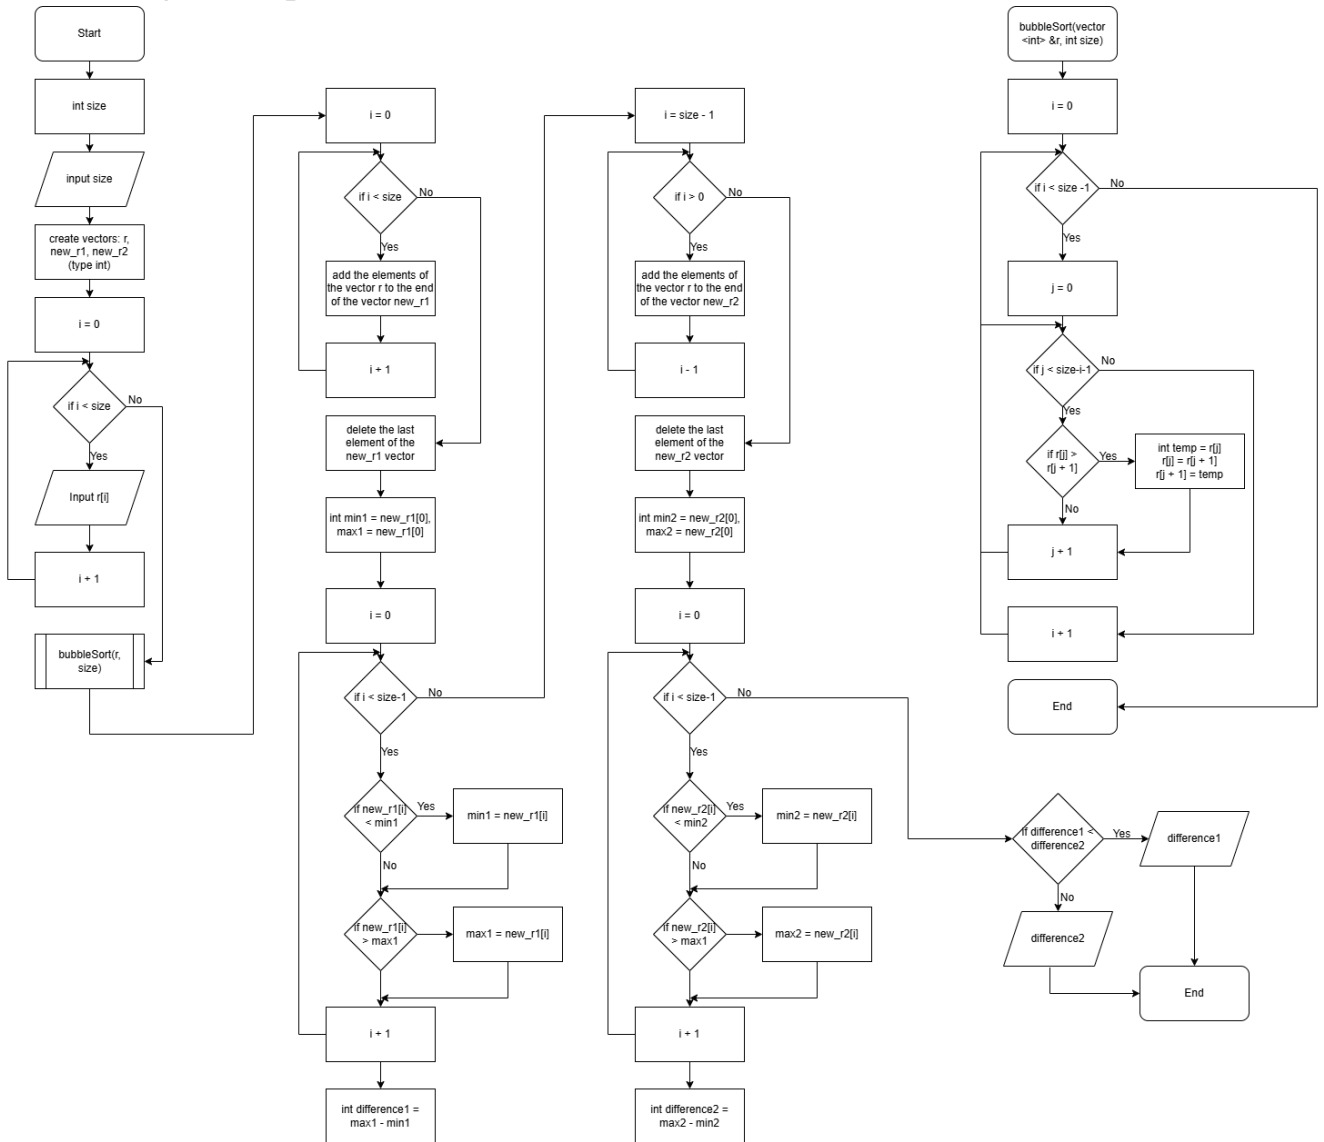 Start
int size
input size
create vectors: r,
new_r1, new_r2
(type int)
i = 0
if i < size
No
Yes
Input r[i]
i + 1
bubbleSort(r,
size)
i = 0
if i < size
No
Yes
add the elements of
the vector r to the end
of the vector new_r1
i + 1
delete the last
element of the
new_r1 vector
int min1 = new_r1[0],
max1 = new_r1[0]
i = 0
if i < size-1
No
Yes
if new_r1[i]
< min1
Yes
min1 = new_r1[i]
No
if new_r1[i]
> max1
max1 = new_r1[i]
i + 1
int difference1 =
max1 - min1
i = size - 1
if i > 0
No
Yes
add the elements of
the vector r to the end
of the vector new_r2
i - 1
delete the last
element of the
new_r2 vector
int min2 = new_r2[0],
max2 = new_r2[0]
i = 0
if i < size-1
No
Yes
if new_r2[i]
< min2
Yes
min2 = new_r2[i]
No
if new_r2[i]
> max1
max2 = new_r2[i]
i + 1
int difference2 =
max2 - min2
bubbleSort(vector
<int> &r, int size)
i = 0
if i < size -1
No
Yes
j = 0
if j < size-i-1
No
Yes
if r[j] >
r[j + 1]
Yes
int temp = r[j]
r[j] = r[j + 1]
r[j + 1] = temp
No
j + 1
i + 1
End
if difference1 <
difference2
Yes
difference1
No
difference2
End